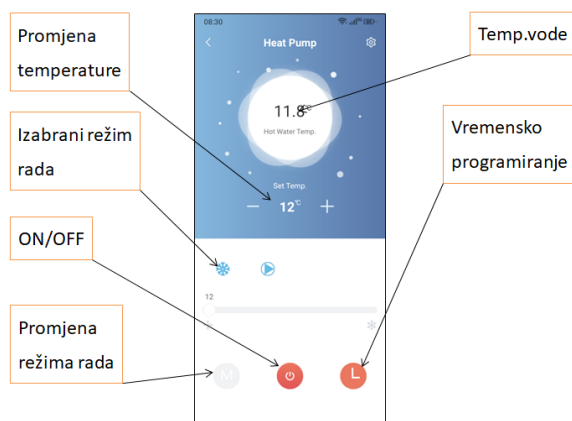 Promjena
temperature
Izabrani režim
rada
ON/OFF
Promjena
režima rada
08:30
Heat Pump
11.8°C
Hot Water Temp.
Set Temp.
12°C
12
M
Temp.vode
Vremensko
programiranje